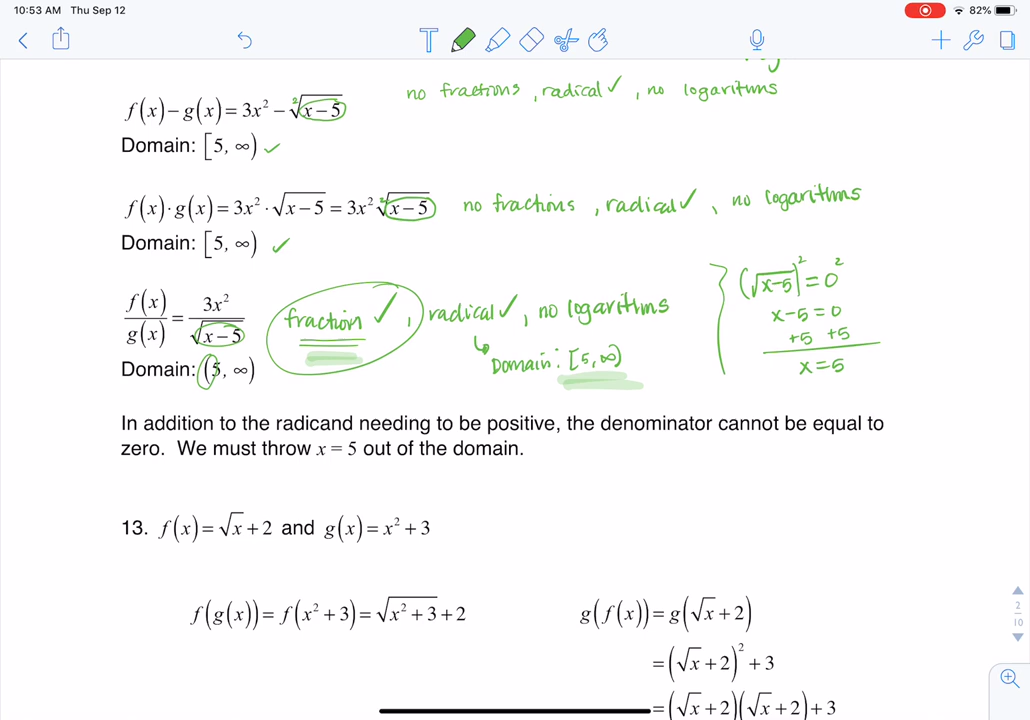 10:53 AM Thu Sep 12 82%
T
no fractions, radical ✓, no logarithms
f(x) − g(x) = 3x² − ²√(x − 5)
Domain: [5, ∞) ✓
f(x) · g(x) = 3x² · √(x − 5) = 3x² ²√(x − 5) no fractions, radical ✓, no logarithms
Domain: [5, ∞) ✓
f(x)/g(x) = 3x²/√(x − 5) fraction ✓, radical ✓, no logarithms
↳ Domain: [5, ∞)
Domain: (5, ∞)
(√(x−5))² = 0²
x − 5 = 0
+5 +5
x = 5
In addition to the radicand needing to be positive, the denominator cannot be equal to
zero. We must throw x = 5 out of the domain.
13. f(x) = √x + 2 and g(x) = x² + 3
f(g(x)) = f(x² + 3) = √(x² + 3) + 2
g(f(x)) = g(√x + 2)
= (√x + 2)² + 3
= (√x + 2)(√x + 2) + 3
2
10